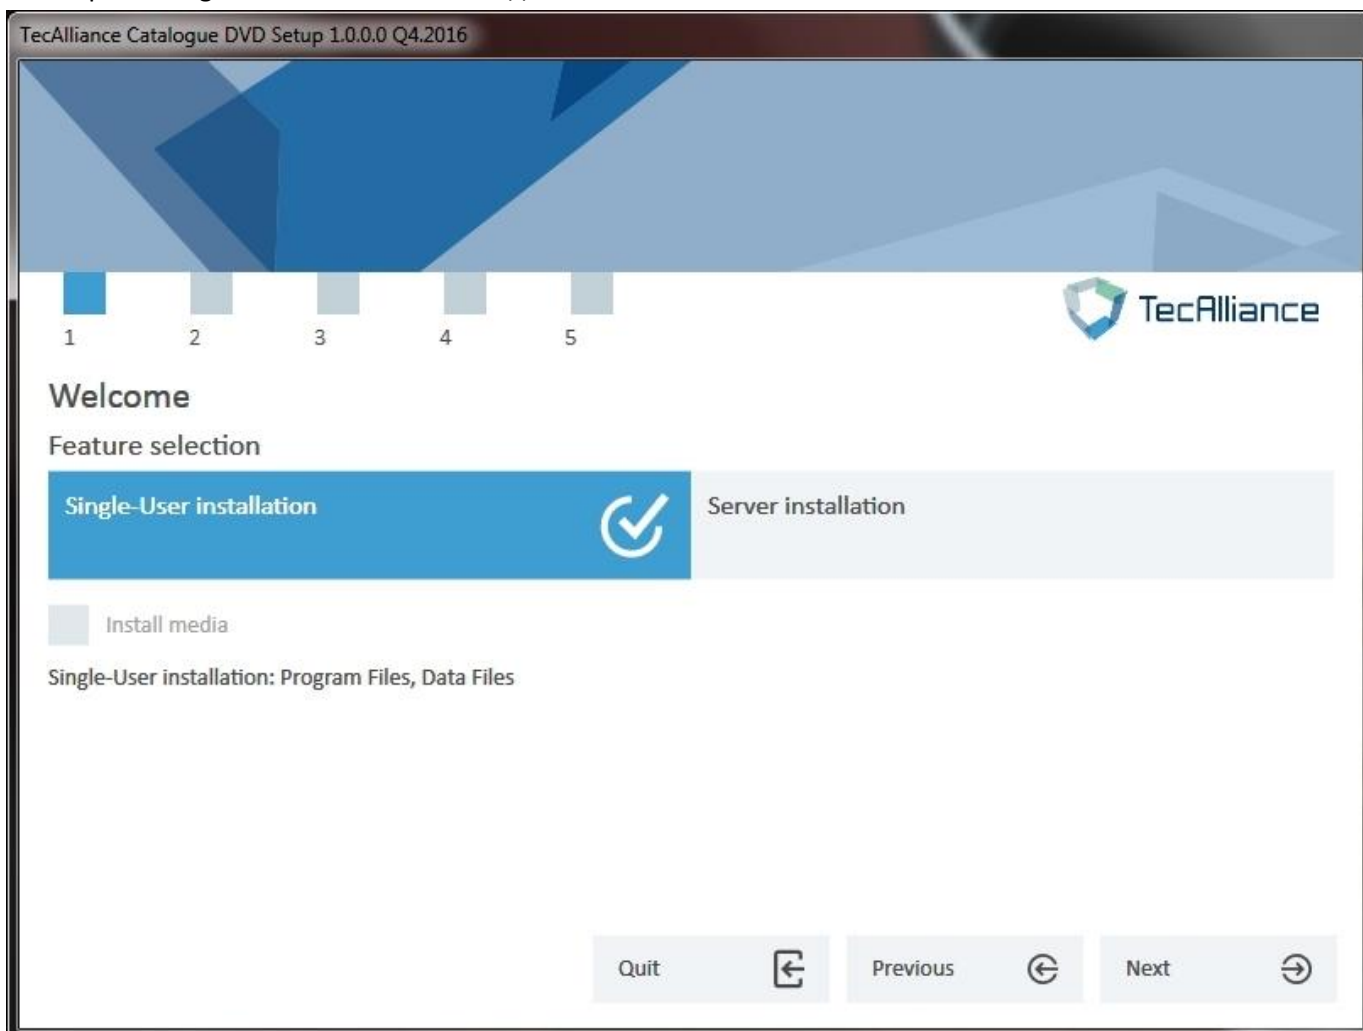 TecAlliance Catalogue DVD Setup 1.0.0.0 Q4.2016
1 2 3 4 5
TecAlliance
Welcome
Feature selection
Single-User installation
Server installation
Install media
Single-User installation: Program Files, Data Files
Quit
Previous
Next